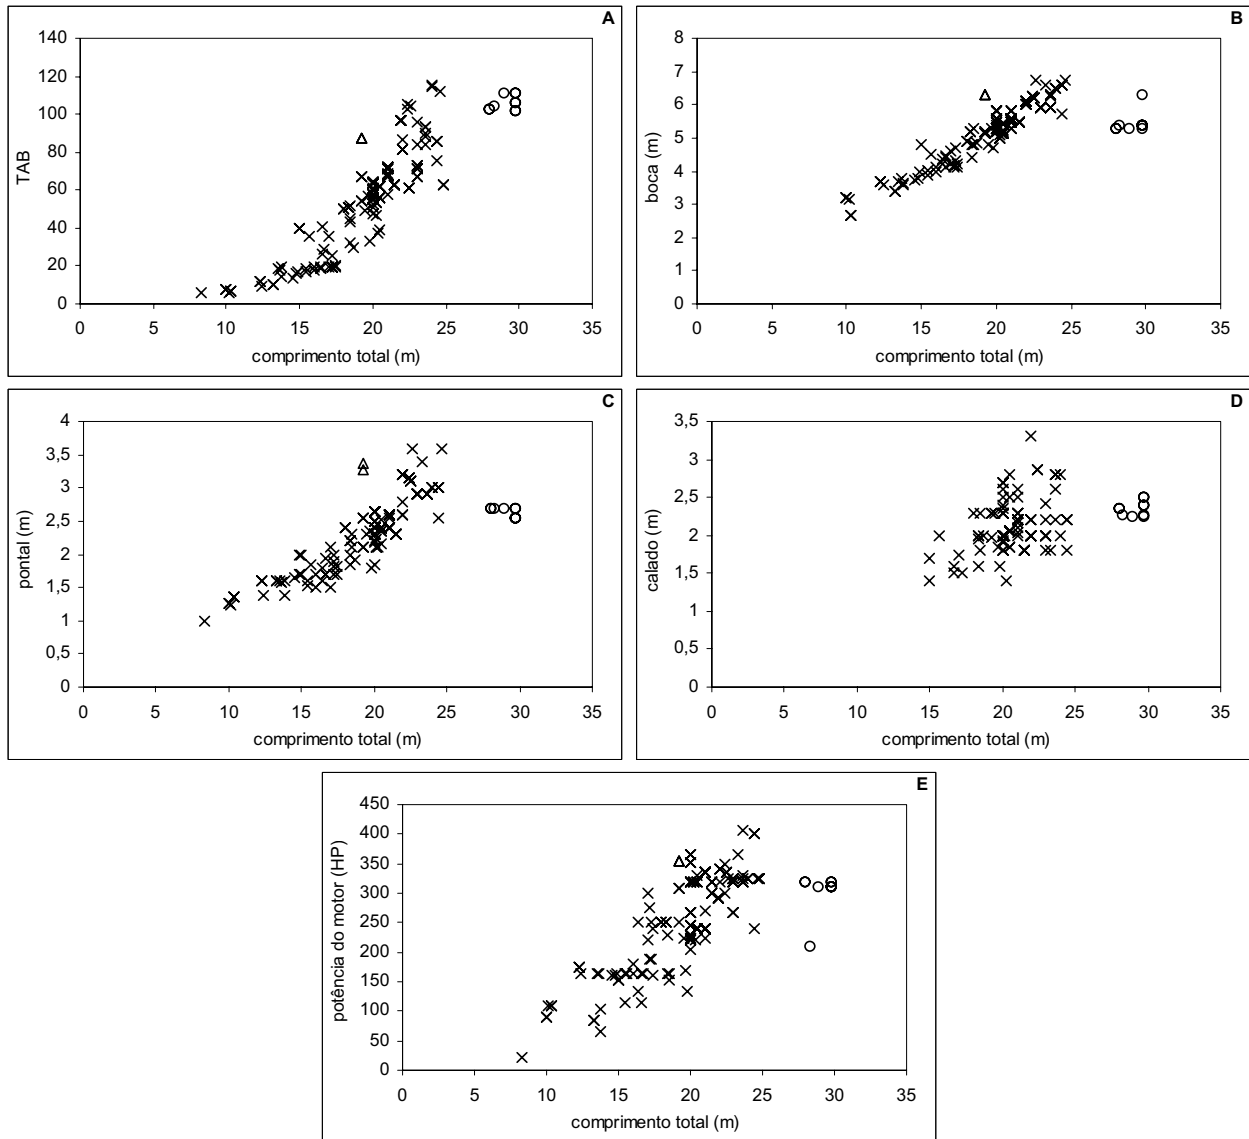 A
140
120
100
80
60
40
20
0
TAB
0 5 10 15 20 25 30 35
comprimento total (m)
B
8
7
6
5
4
3
2
1
0
boca (m)
0 5 10 15 20 25 30 35
comprimento total (m)
C
4
3,5
3
2,5
2
1,5
1
0,5
0
pontal (m)
0 5 10 15 20 25 30 35
comprimento total (m)
D
3,5
3
2,5
2
1,5
1
0,5
0
calado (m)
0 5 10 15 20 25 30 35
comprimento total (m)
E
450
400
350
300
250
200
150
100
50
0
potência do motor (HP)
0 5 10 15 20 25 30 35
comprimento total (m)